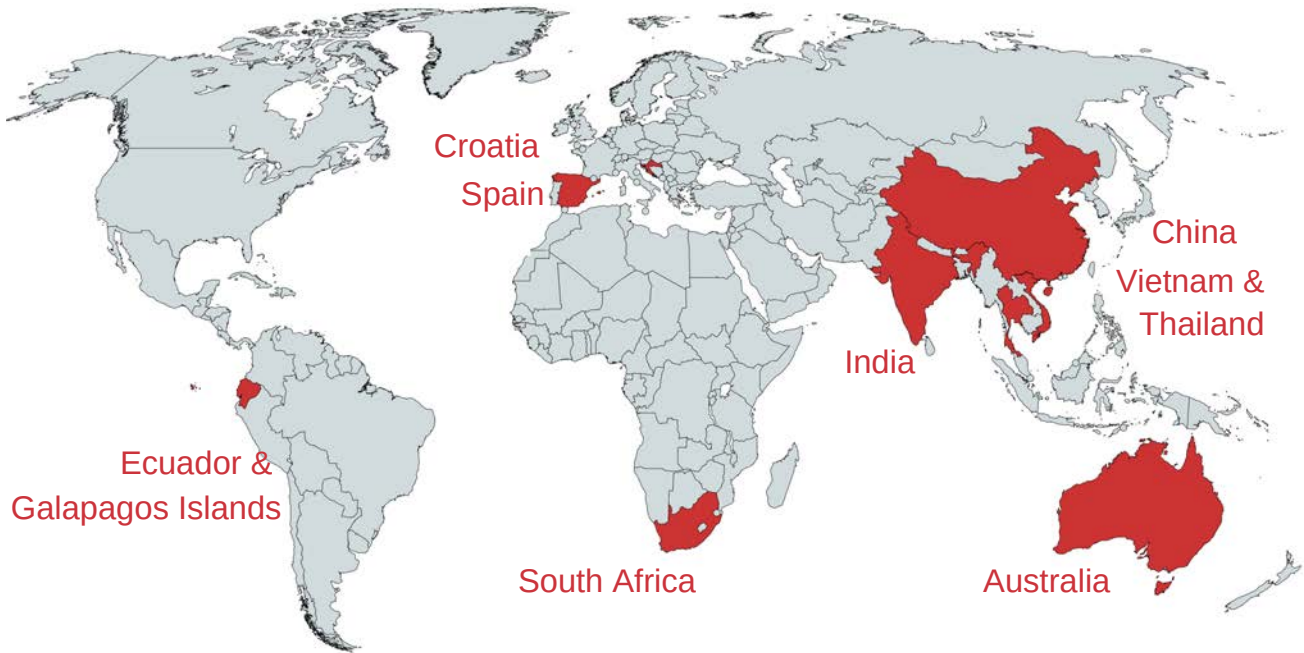 Croatia
Spain
China
Vietnam &
Thailand
India
Ecuador &
Galapagos Islands
South Africa
Australia